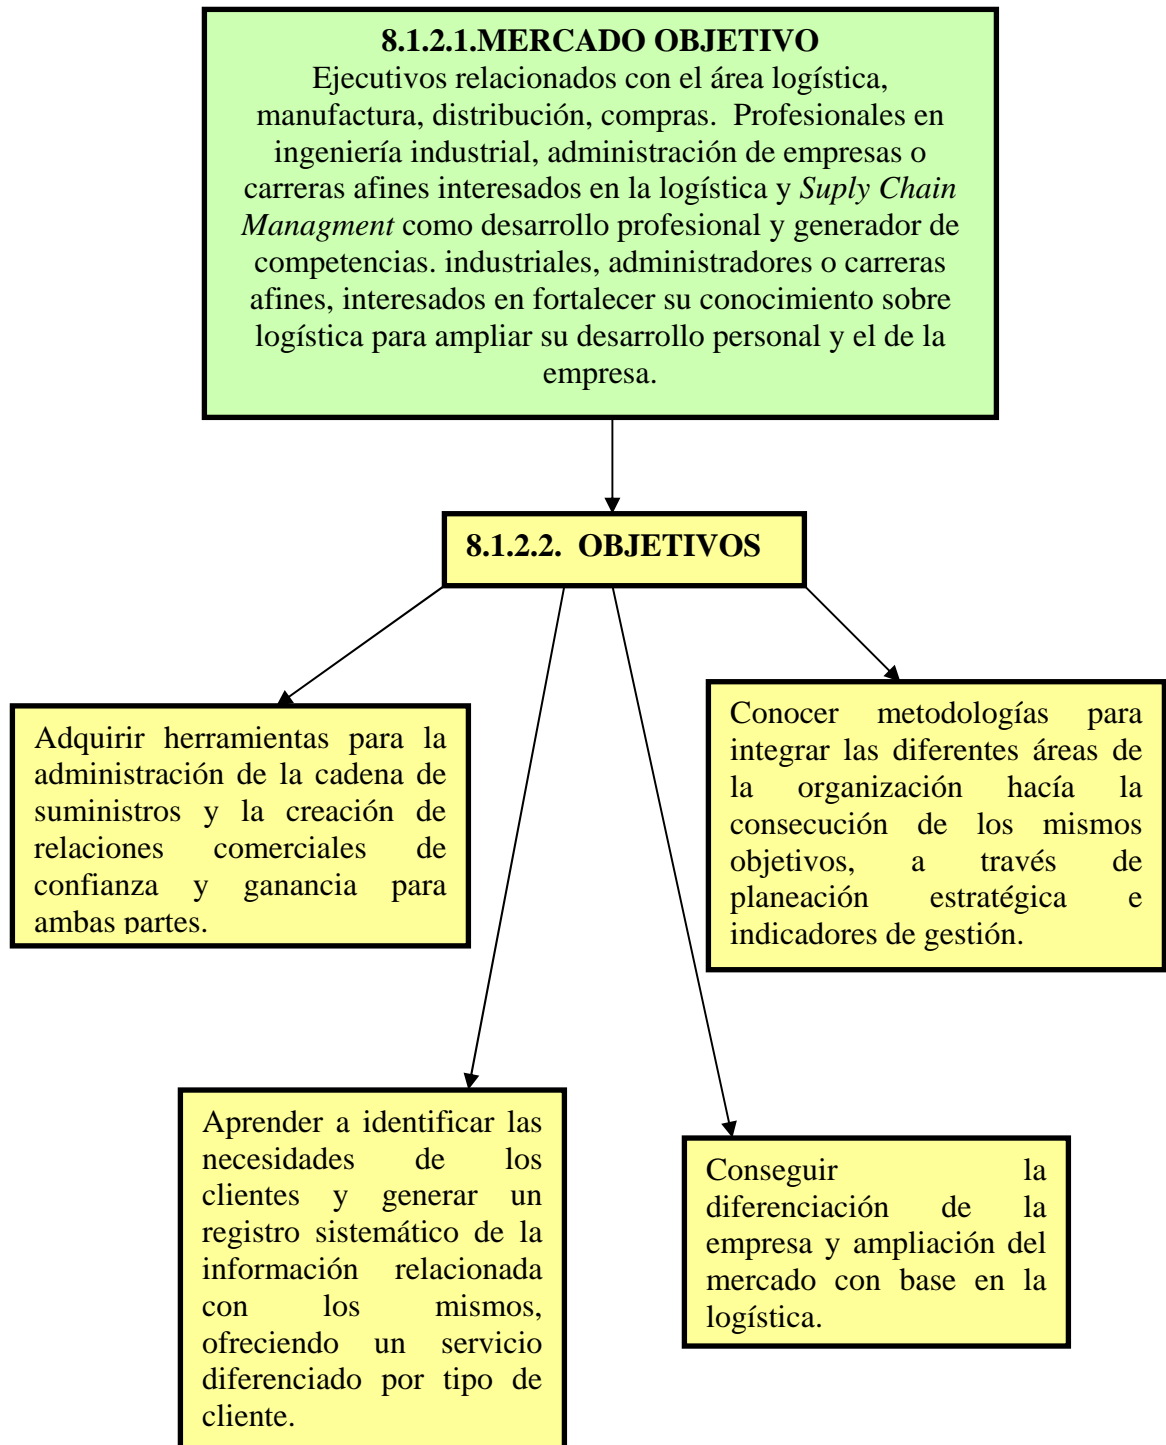 8.1.2.1.MERCADO OBJETIVO
Ejecutivos relacionados con el área logística,
manufactura, distribución, compras.  Profesionales en
ingeniería industrial, administración de empresas o
carreras afines interesados en la logística y Suply Chain
Managment como desarrollo profesional y generador de
competencias. industriales, administradores o carreras
afines, interesados en fortalecer su conocimiento sobre
logística para ampliar su desarrollo personal y el de la
empresa.
8.1.2.2.  OBJETIVOS
Adquirir herramientas para la
administración de la cadena de
suministros y la creación de
relaciones comerciales de
confianza y ganancia para
ambas partes.
Conocer metodologías para
integrar las diferentes áreas de
la organización hacía la
consecución de los mismos
objetivos, a través de
planeación estratégica e
indicadores de gestión.
Aprender a identificar las
necesidades de los
clientes y generar un
registro sistemático de la
información relacionada
con los mismos,
ofreciendo un servicio
diferenciado por tipo de
cliente.
Conseguir la
diferenciación de la
empresa y ampliación del
mercado con base en la
logística.